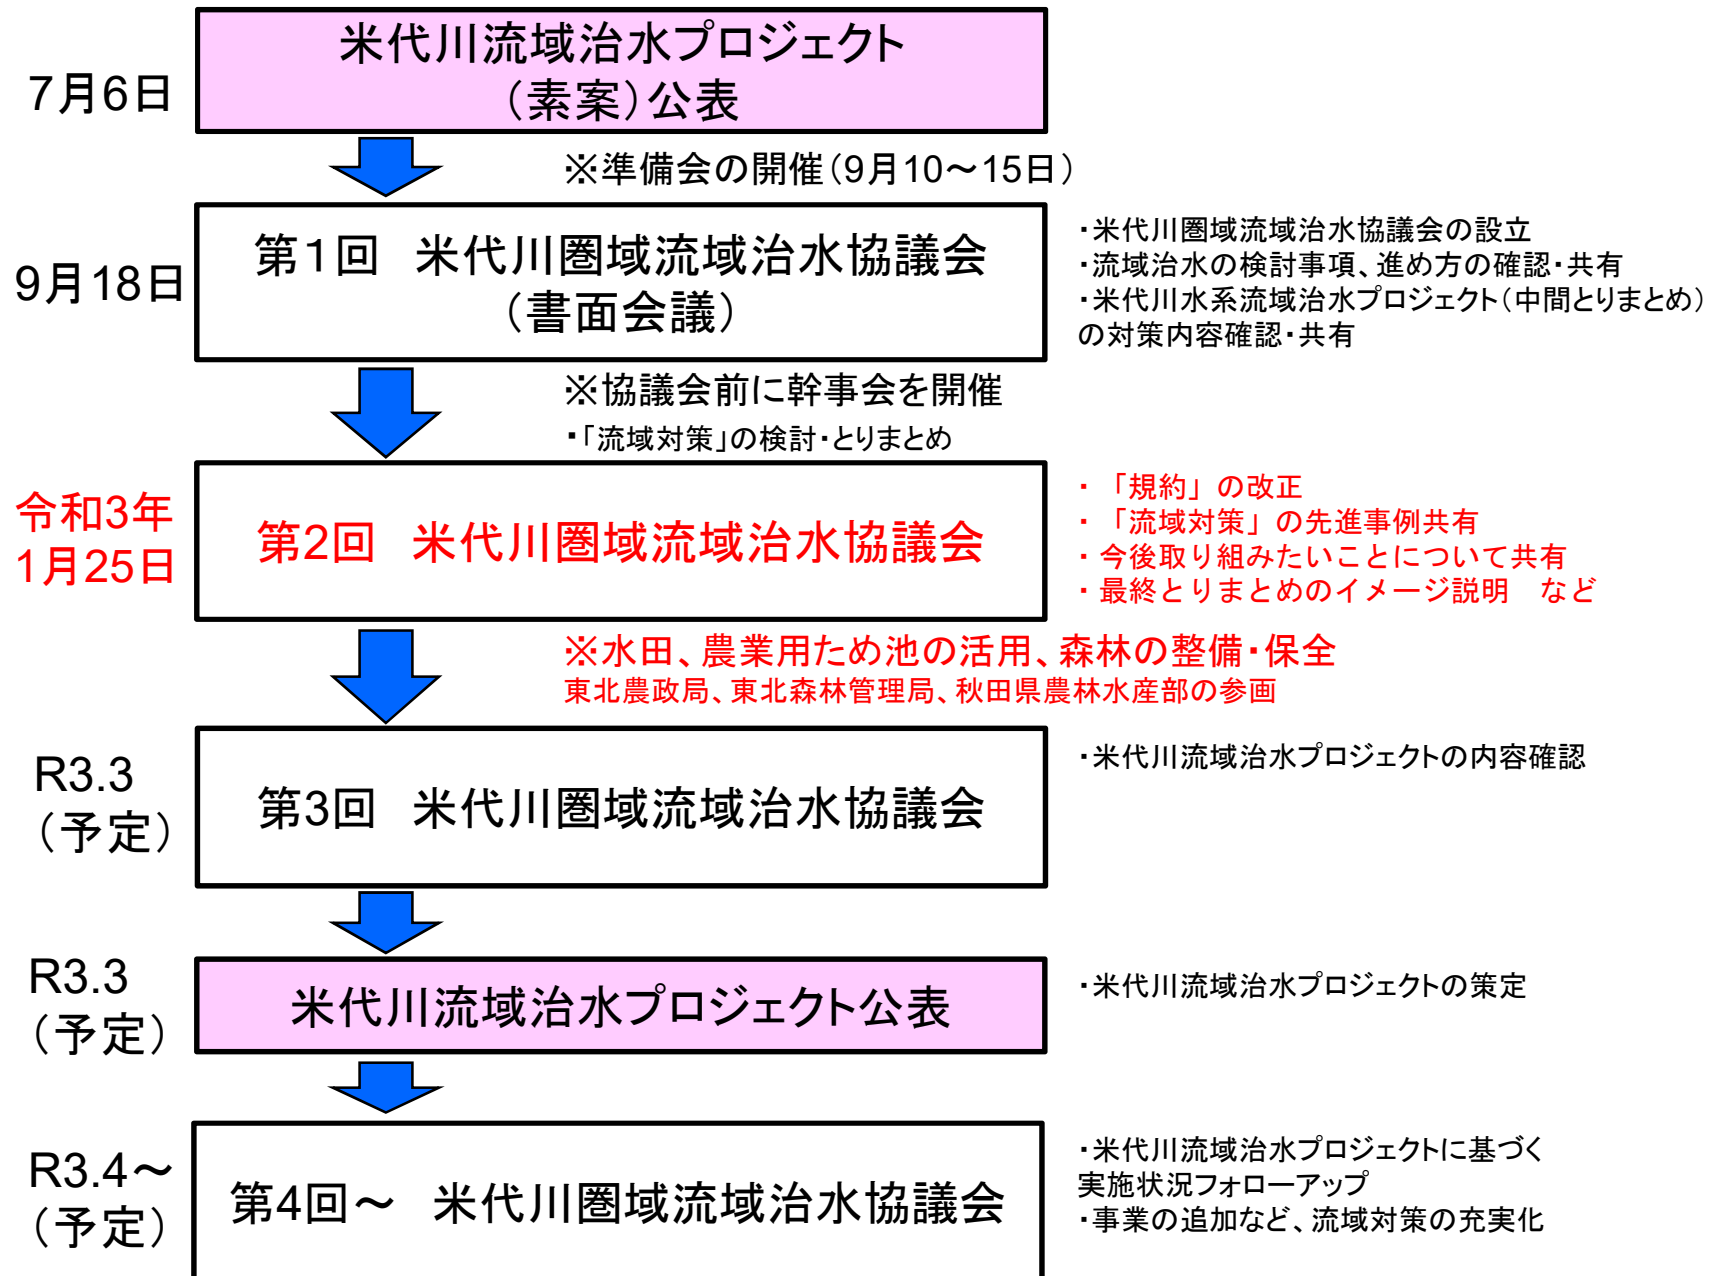 7月6日
米代川流域治水プロジェクト
（素案）公表
※準備会の開催（9月10～15日）
9月18日
第１回　米代川圏域流域治水協議会
（書面会議）
・米代川圏域流域治水協議会の設立
・流域治水の検討事項、進め方の確認・共有
・米代川水系流域治水プロジェクト（中間とりまとめ）
の対策内容確認・共有
※協議会前に幹事会を開催
・「流域対策」の検討・とりまとめ
令和3年
1月25日
第2回　米代川圏域流域治水協議会
・「規約」の改正
・「流域対策」の先進事例共有
・今後取り組みたいことについて共有
・最終とりまとめのイメージ説明　など
※水田、農業用ため池の活用、森林の整備・保全
東北農政局、東北森林管理局、秋田県農林水産部の参画
R3.3
（予定）
第3回　米代川圏域流域治水協議会
・米代川流域治水プロジェクトの内容確認
R3.3
（予定）
米代川流域治水プロジェクト公表
・米代川流域治水プロジェクトの策定
R3.4～
（予定）
第4回～　米代川圏域流域治水協議会
・米代川流域治水プロジェクトに基づく
実施状況フォローアップ
・事業の追加など、流域対策の充実化